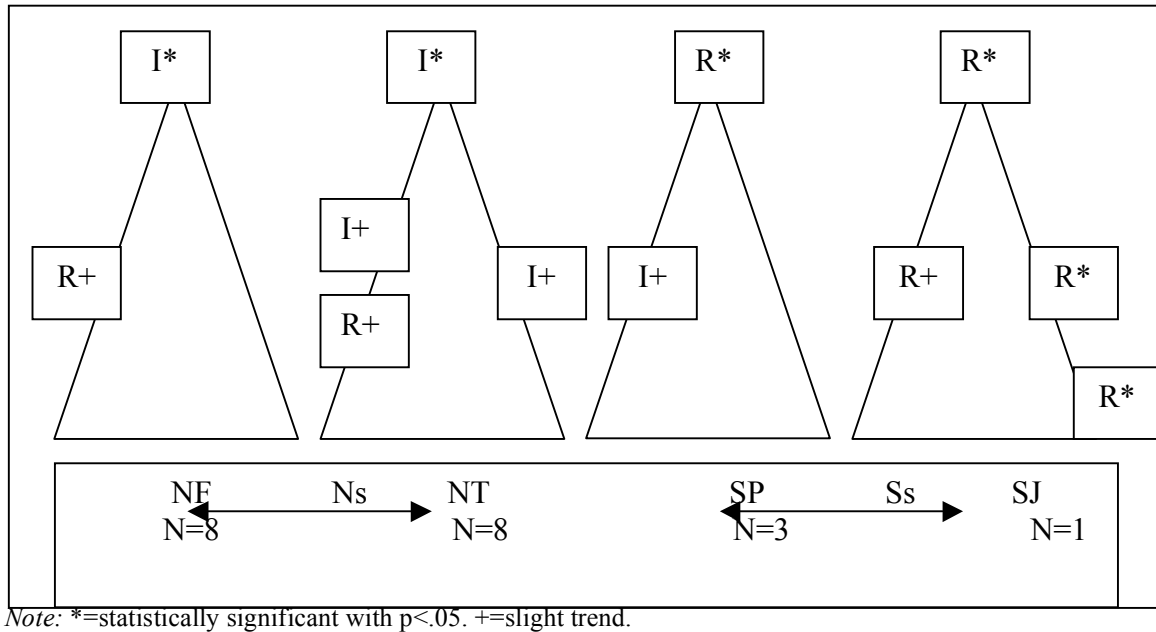 I* I* R* R*
I+
R+ I+ I+ R+ R*
R+
R*
NF Ns NT SP Ss SJ
N=8 N=8 N=3 N=1
Note: *=statistically significant with p<.05. +=slight trend.